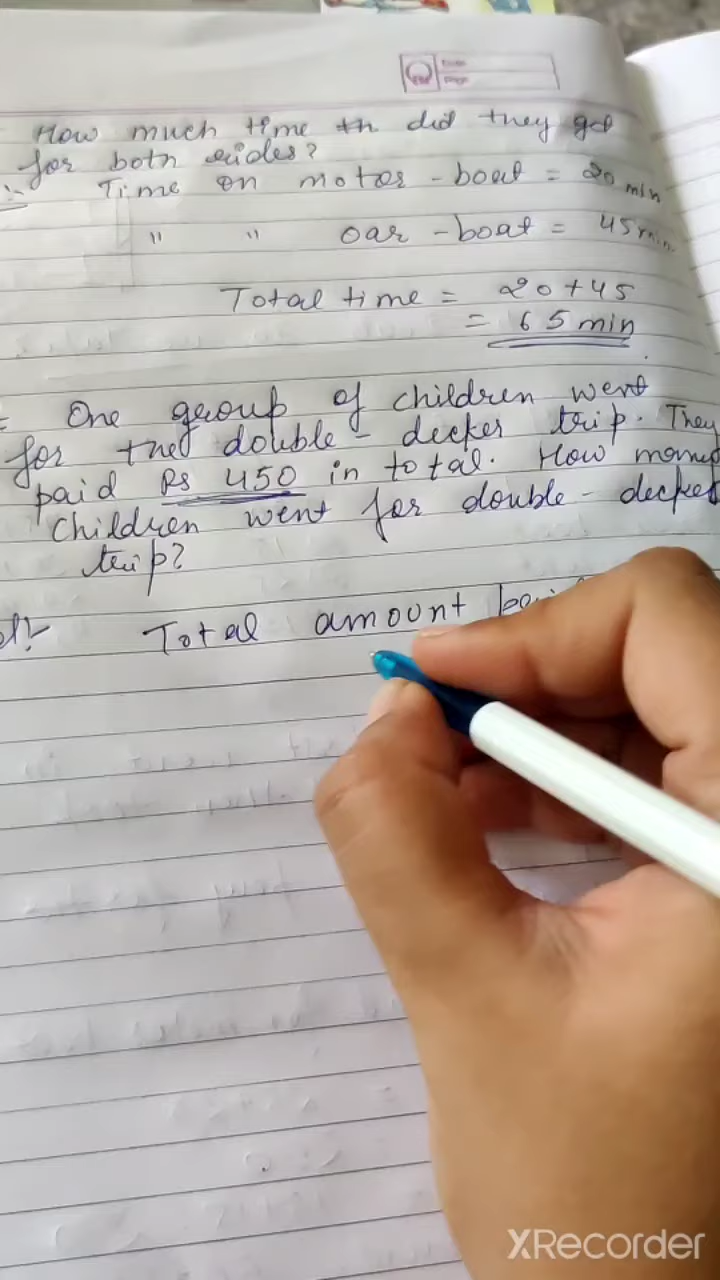 How much time th did they get
for both rides?
Time on motor-boat = 20 min
" " oar-boat = 45 min
Total time = 20+45
= 65 min
One group of children went
for the double-decker trip. They
paid Rs 450 in total. How many
children went for double-decker
trip?
Total amount
XRecorder